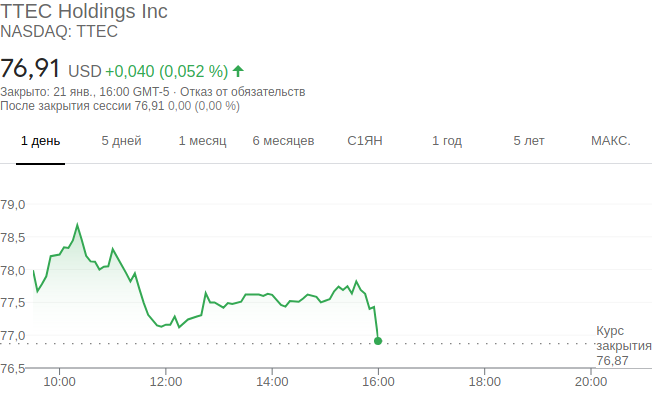 TTEC Holdings Inc
NASDAQ: TTEC
76,91 USD +0,040 (0,052 %)
Закрыто: 21 янв., 16:00 GMT-5 · Отказ от обязательств
После закрытия сессии 76,91 0,00 (0,00 %)
1 день 5 дней 1 месяц 6 месяцев С1ЯН 1 год 5 лет МАКС.
79,0
78,5
78,0
77,5
77,0
76,5
Курс
закрытия
76,87
10:00 12:00 14:00 16:00 18:00 20:00